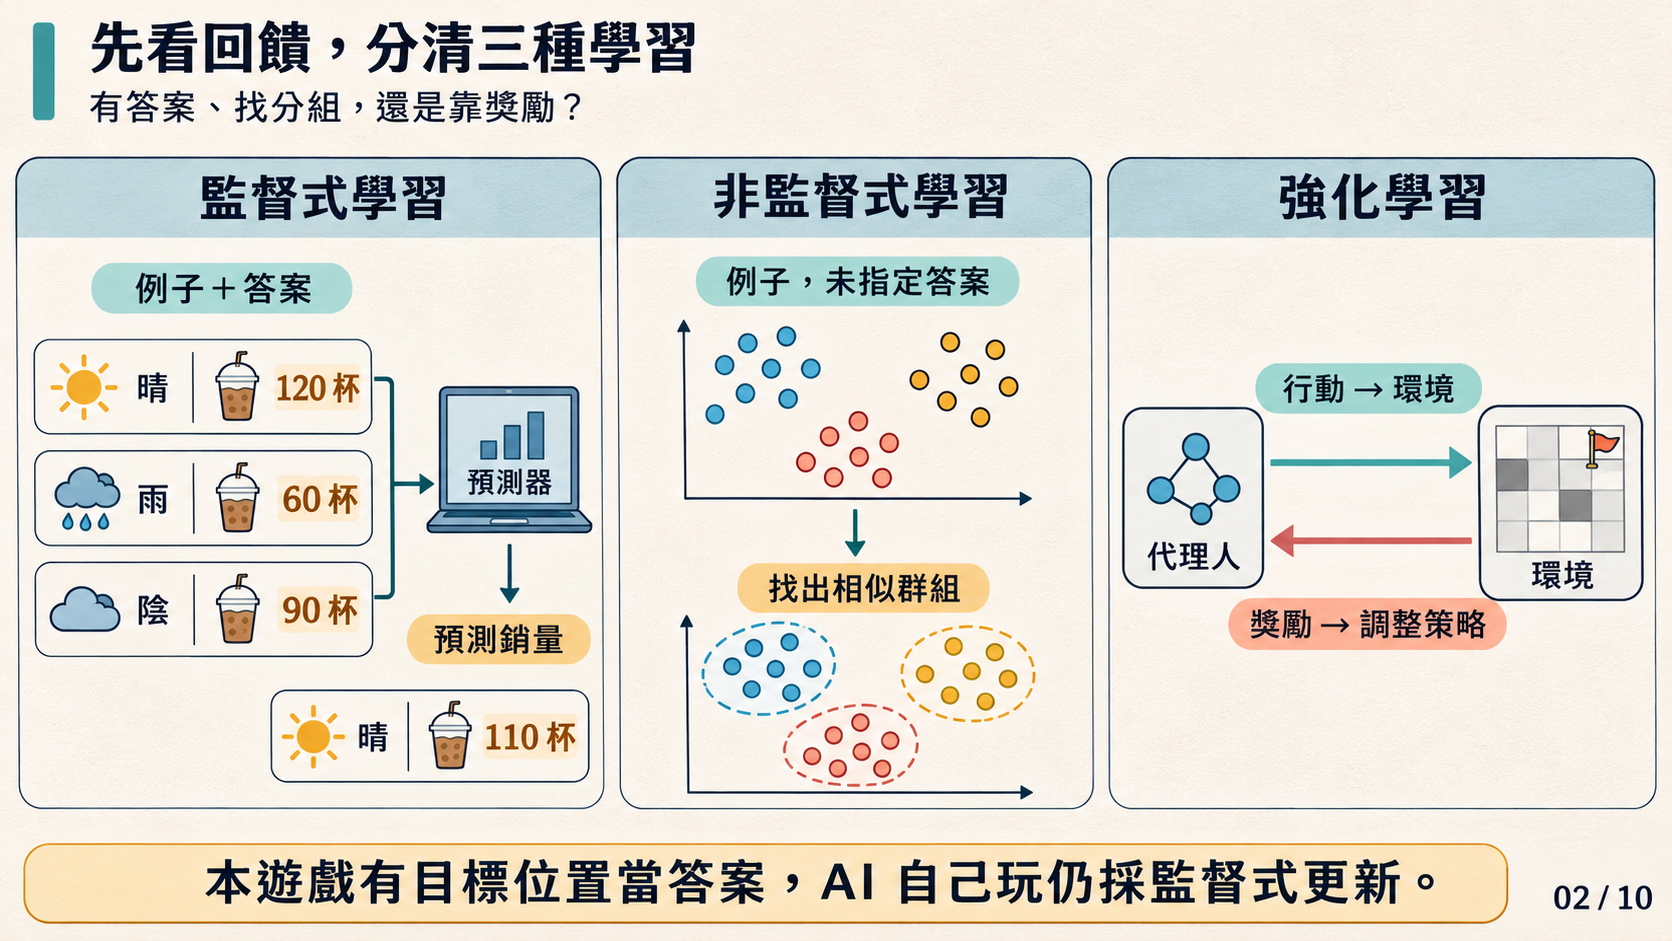 先看回饋，分清三種學習
有答案、找分組，還是靠獎勵？
監督式學習
例子＋答案
晴 120 杯
雨 60 杯
陰 90 杯
預測器
預測銷量
晴 110 杯
非監督式學習
例子，未指定答案
找出相似群組
強化學習
行動 → 環境
代理人
環境
獎勵 → 調整策略
本遊戲有目標位置當答案，AI 自己玩仍採監督式更新。
02 / 10